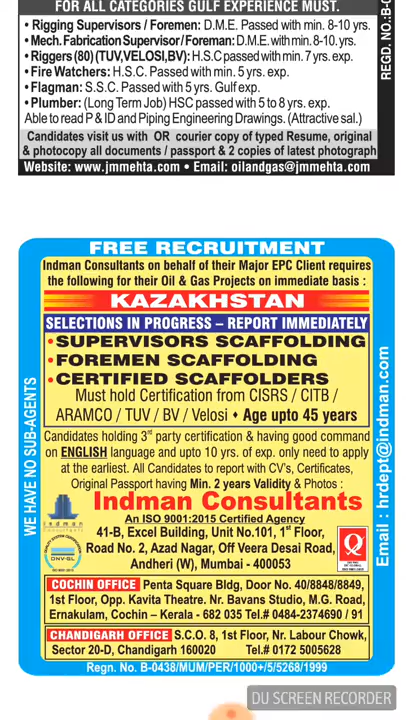 FOR ALL CATEGORIES GULF EXPERIENCE MUST.
• Rigging Supervisors / Foremen: D.M.E. Passed with min. 8-10 yrs.
• Mech. Fabrication Supervisor / Foreman: D.M.E. with min. 8-10. yrs.
• Riggers (80) (TUV,VELOSI,BV): H.S.C passed with min. 7 yrs. exp.
• Fire Watchers: H.S.C. Passed with min. 5 yrs. exp.
• Flagman: S.S.C. Passed with 5 yrs. Gulf exp.
• Plumber: (Long Term Job) HSC passed with 5 to 8 yrs. exp.
Able to read P & ID and Piping Engineering Drawings. (Attractive sal.)
REGD. NO.: B-0
Candidates visit us with OR courier copy of typed Resume, original
& photocopy all documents / passport & 2 copies of latest photograph
Website: www.jmmehta.com • Email: oilandgas@jmmehta.com
FREE RECRUITMENT
Indman Consultants on behalf of their Major EPC Client requires
the following for their Oil & Gas Projects on immediate basis :
KAZAKHSTAN
SELECTIONS IN PROGRESS – REPORT IMMEDIATELY
• SUPERVISORS SCAFFOLDING
• FOREMEN SCAFFOLDING
• CERTIFIED SCAFFOLDERS
Must hold Certification from CISRS / CITB /
ARAMCO / TUV / BV / Velosi ♦ Age upto 45 years
Candidates holding 3rd party certification & having good command
on ENGLISH language and upto 10 yrs. of exp. only need to apply
at the earliest. All Candidates to report with CV's, Certificates,
Original Passport having Min. 2 years Validity & Photos :
WE HAVE NO SUB-AGENTS
Email : hrdept@indman.com
Indman Consultants
An ISO 9001:2015 Certified Agency
41-B, Excel Building, Unit No.101, 1st Floor,
Road No. 2, Azad Nagar, Off Veera Desai Road,
Andheri (W), Mumbai - 400053
indman
DNV-GL
Q
COCHIN OFFICE Penta Square Bldg, Door No. 40/8848/8849,
1st Floor, Opp. Kavita Theatre. Nr. Bavans Studio, M.G. Road,
Ernakulam, Cochin – Kerala - 682 035 Tel.# 0484-2374690 / 91
CHANDIGARH OFFICE S.C.O. 8, 1st Floor, Nr. Labour Chowk,
Sector 20-D, Chandigarh 160020 Tel.# 0172 5005628
Regn. No. B-0438/MUM/PER/1000+/5/5268/1999
DU SCREEN RECORDER